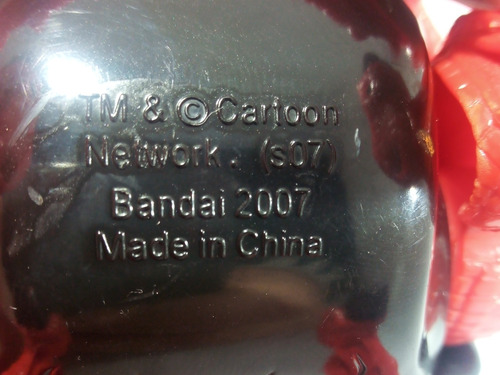 TM & © Cartoon
Network. (s07)
Bandai 2007
Made in China